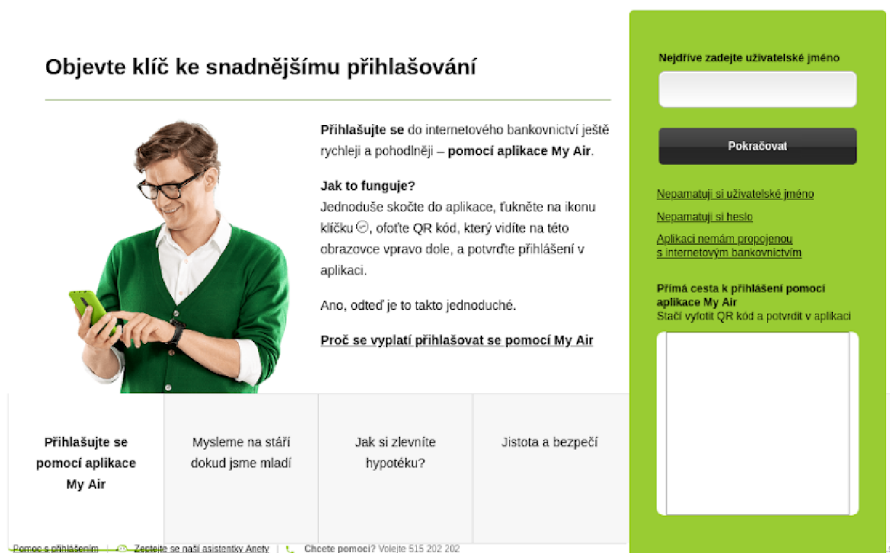 Objevte klíč ke snadnějšímu přihlašování
Přihlašujte se do internetového bankovnictví ještě
rychleji a pohodlněji – pomocí aplikace My Air.
Jak to funguje?
Jednoduše skočte do aplikace, ťukněte na ikonu
klíčku, ofoťte QR kód, který vidíte na této
obrazovce vpravo dole, a potvrďte přihlášení v
aplikaci.
Ano, odteď je to takto jednoduché.
Proč se vyplatí přihlašovat se pomocí My Air
Přihlašujte se
pomocí aplikace
My Air
Mysleme na stáří
dokud jsme mladí
Jak si zlevníte
hypotéku?
Jistota a bezpečí
Nejdříve zadejte uživatelské jméno
Pokračovat
Nepamatuji si uživatelské jméno
Nepamatuji si heslo
Aplikaci nemám propojenou
s internetovým bankovnictvím
Přímá cesta k přihlášení pomocí
aplikace My Air
Stačí vyfotit QR kód a potvrdit v aplikaci
Pomoc s přihlášením | Zeptejte se naší asistentky Anety | Chcete pomoci? Volejte 515 202 202